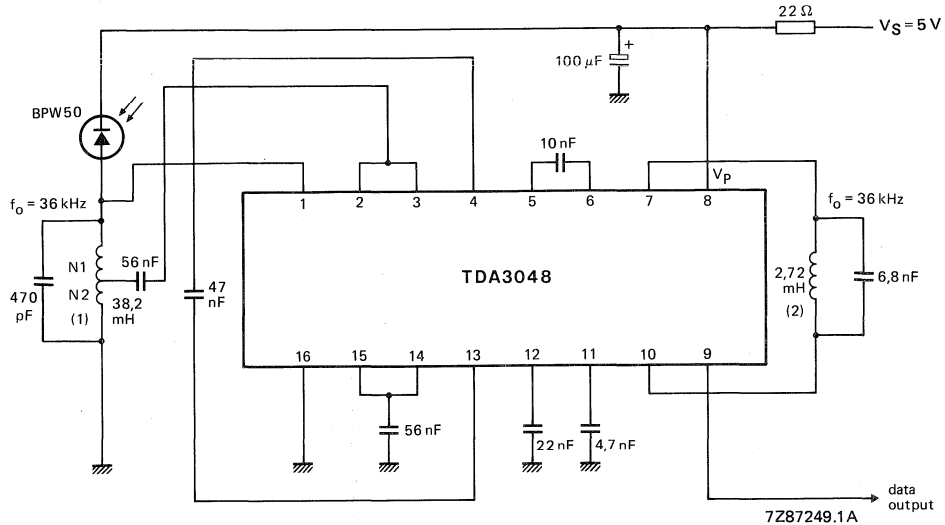 22 Ω
V_S = 5 V
100 µF
+
BPW50
10 nF
V_P
1 2 3 4 5 6 7 8
f_o = 36 kHz
f_o = 36 kHz
N1
56 nF
TDA3048
470 pF
N2
(1)
38,2 mH
47 nF
2,72 mH
(2)
6,8 nF
16 15 14 13 12 11 10 9
56 nF
22 nF
4,7 nF
data output
7Z87249.1A